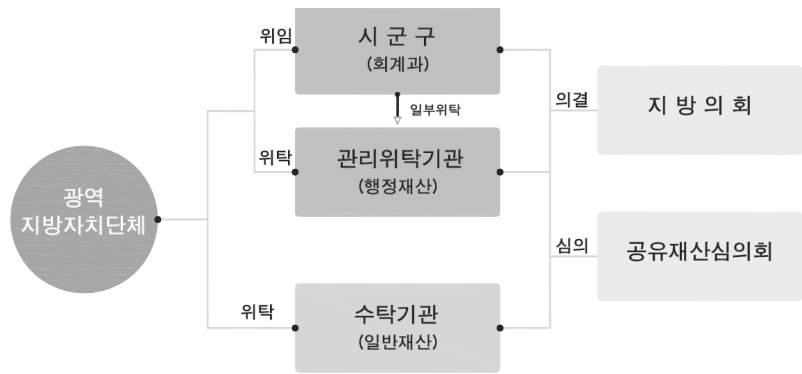 위임
시 군 구
(회계과)
일부위탁
의결
지 방 의 회
위탁
관리위탁기관
(행정재산)
광역
지방자치단체
심의
공유재산심의회
위탁
수탁기관
(일반재산)